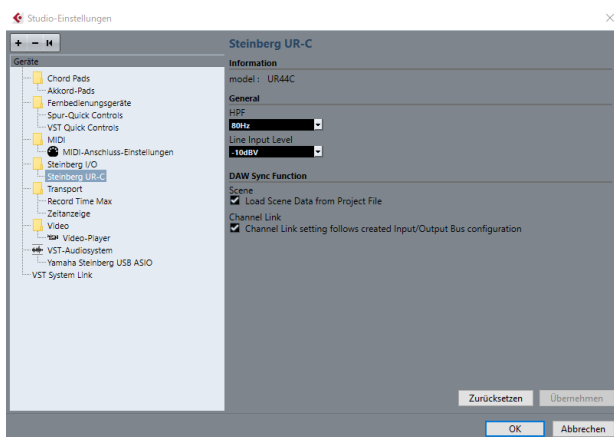 Studio-Einstellungen
Geräte
Chord Pads
Akkord-Pads
Fernbedienungsgeräte
Spur-Quick Controls
VST Quick Controls
MIDI
MIDI-Anschluss-Einstellungen
Steinberg I/O
Steinberg UR-C
Transport
Record Time Max
Zeitanzeige
Video
Video-Player
VST-Audiosystem
Yamaha Steinberg USB ASIO
VST System Link
Steinberg UR-C
Information
model : UR44C
General
HPF
80Hz
Line Input Level
-10dBV
DAW Sync Function
Scene
Load Scene Data from Project File
Channel Link
Channel Link setting follows created Input/Output Bus configuration
Zurücksetzen
Übernehmen
OK
Abbrechen